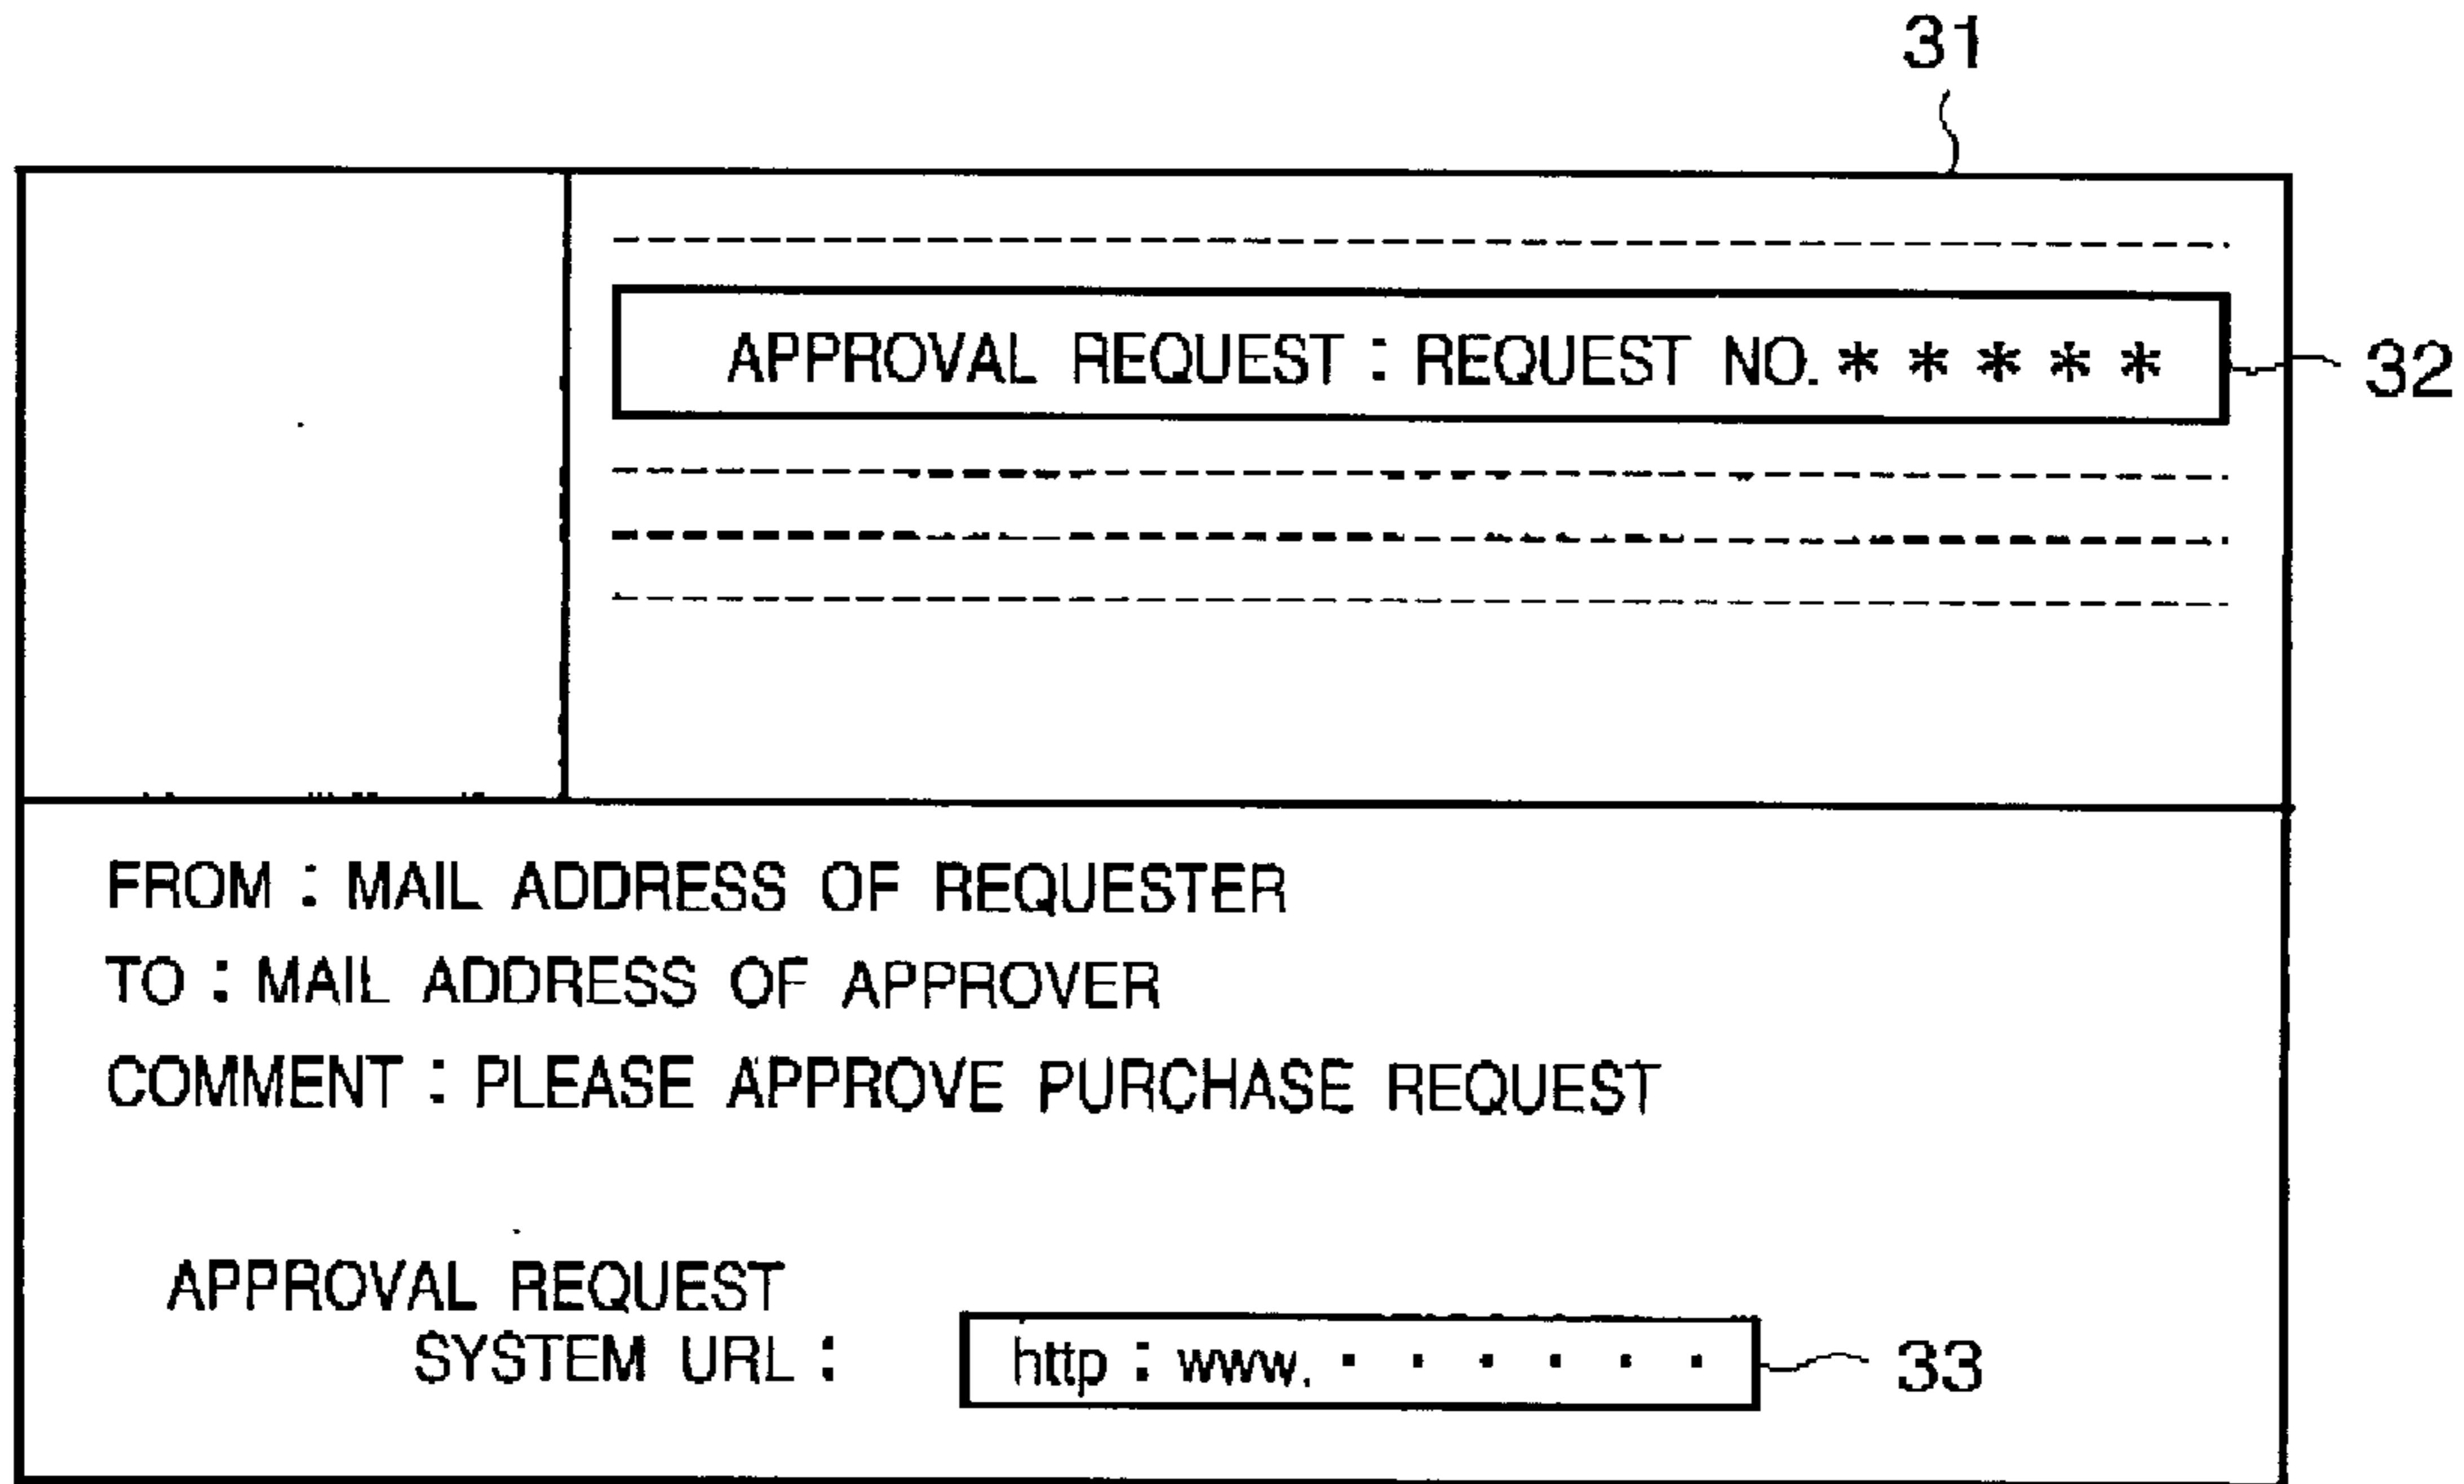 31
APPROVAL REQUEST : REQUEST NO. * * * * *
32
FROM : MAIL ADDRESS OF REQUESTER
TO : MAIL ADDRESS OF APPROVER
COMMENT : PLEASE APPROVE PURCHASE REQUEST
APPROVAL REQUEST
SYSTEM URL :
http : www. · · · · · ·
33